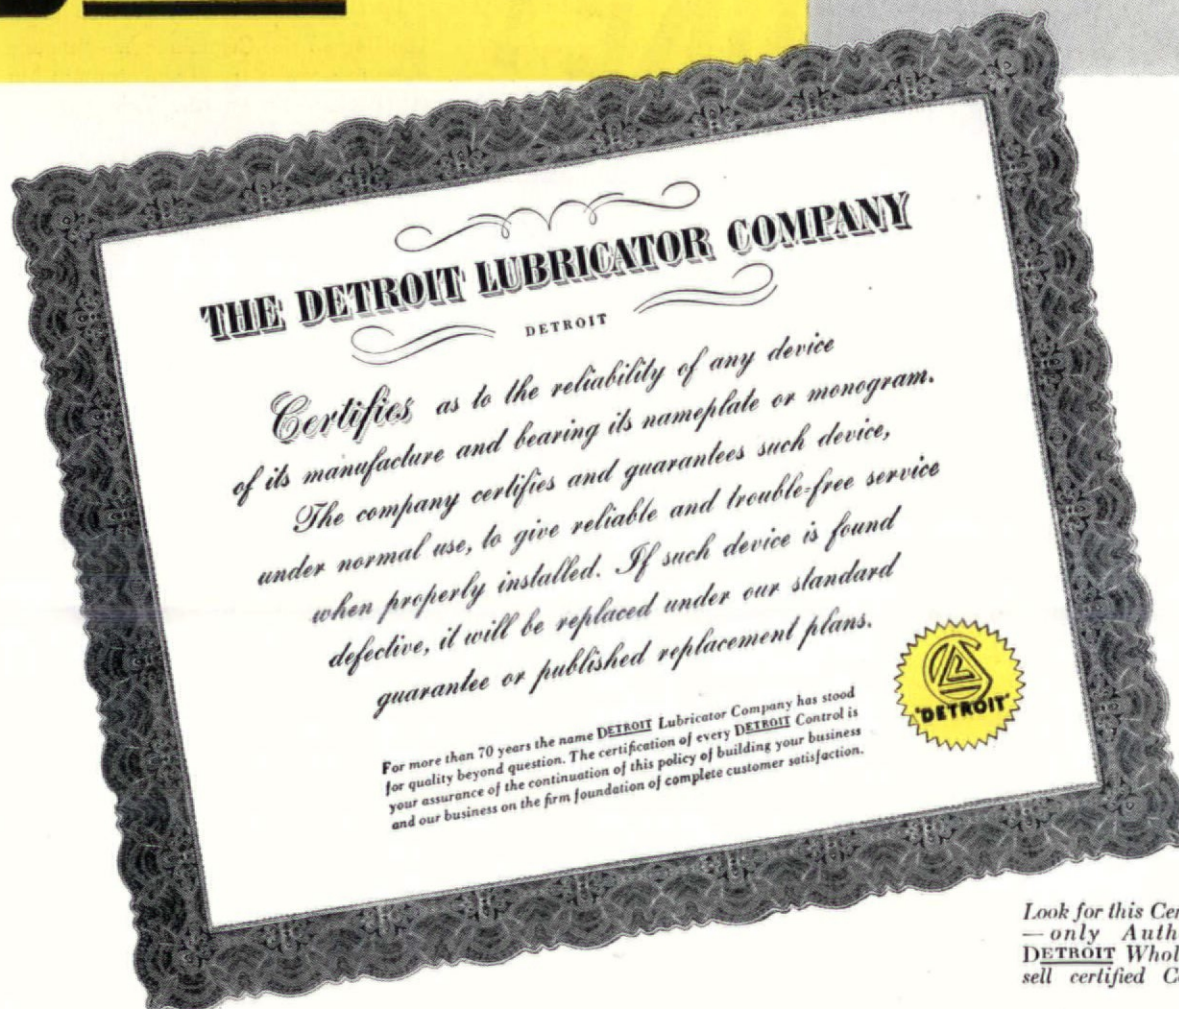 THE DETROIT LUBRICATOR COMPANY
DETROIT
Certifies as to the reliability of any device
of its manufacture and bearing its nameplate or monogram.
The company certifies and guarantees such device,
under normal use, to give reliable and trouble-free service
when properly installed. If such device is found
defective, it will be replaced under our standard
guarantee or published replacement plans.
For more than 70 years the name DETROIT Lubricator Company has stood
for quality beyond question. The certification of every DETROIT Control is
your assurance of the continuation of this policy of building your business
and our business on the firm foundation of complete customer satisfaction.
"DETROIT"
Look for this
— only
DETROIT
sell certified